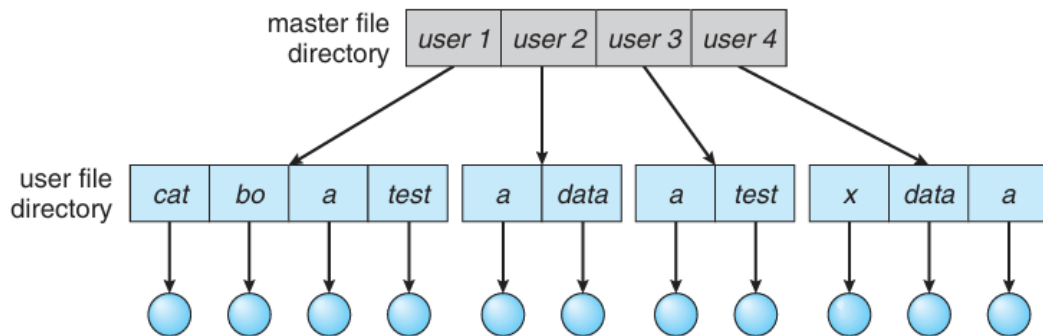 master file
directory
user 1 user 2 user 3 user 4
user file
directory
cat bo a test a data a test x data a